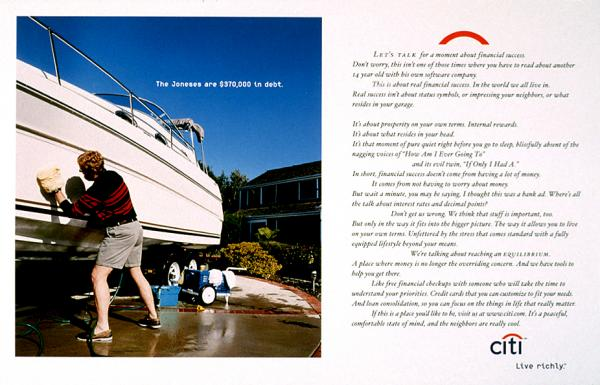 The Joneses are $370,000 in debt.
LET'S TALK for a moment about financial success.
Don't worry, this isn't one of those times where you have to read about another
14 year old with his own software company.
This is about real financial success. In the world we all live in.
Real success isn't about status symbols, or impressing your neighbors, or what
resides in your garage.
It's about prosperity on your own terms. Internal rewards.
It's about what resides in your head.
It's that moment of pure quiet right before you go to sleep, blissfully absent of the
nagging voices of "How Am I Ever Going To"
and its evil twin, "If Only I Had A."
In short, financial success doesn't come from having a lot of money.
It comes from not having to worry about money.
But wait a minute, you may be saying, I thought this was a bank ad. Where's all
the talk about interest rates and decimal points?
Don't get us wrong. We think that stuff is important, too.
But only in the way it fits into the bigger picture. The way it allows you to live
on your own terms. Unfettered by the stress that comes standard with a fully
equipped lifestyle beyond your means.
We're talking about reaching an EQUILIBRIUM.
A place where money is no longer the overriding concern. And we have tools to
help you get there.
Like free financial checkups with someone who will take the time to
understand your priorities. Credit cards that you can customize to fit your needs.
And loan consolidation, so you can focus on the things in life that really matter.
If this is a place you'd like to be, visit us at www.citi.com. It's a peaceful,
comfortable state of mind, and the neighbors are really cool.
citi™
Live richly.™